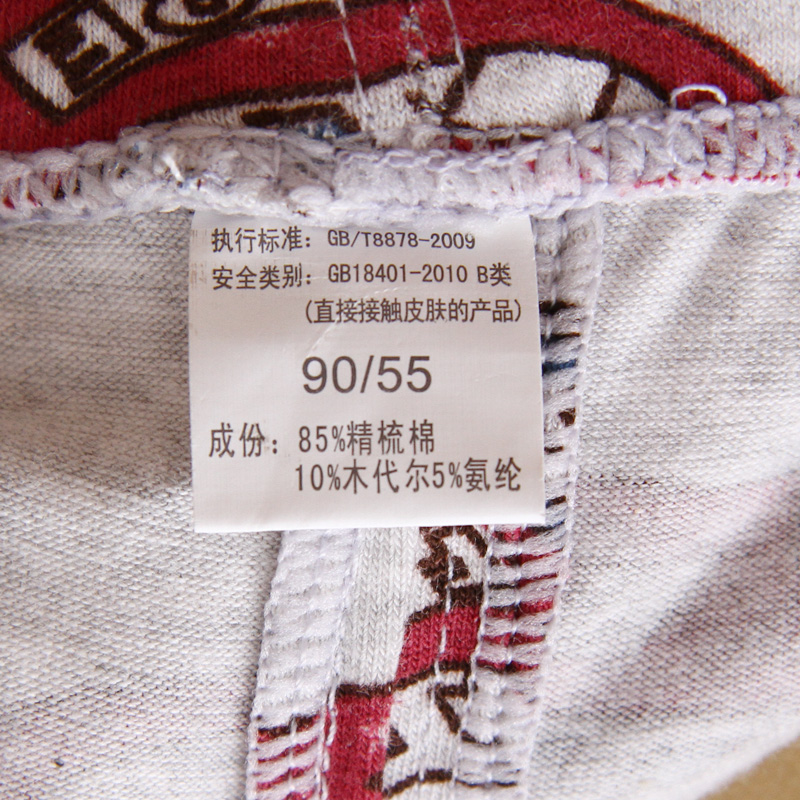 执行标准：GB/T8878-2009
安全类别：GB18401-2010 B类
(直接接触皮肤的产品)
90/55
成份：85%精梳棉
10%木代尔5%氨纶